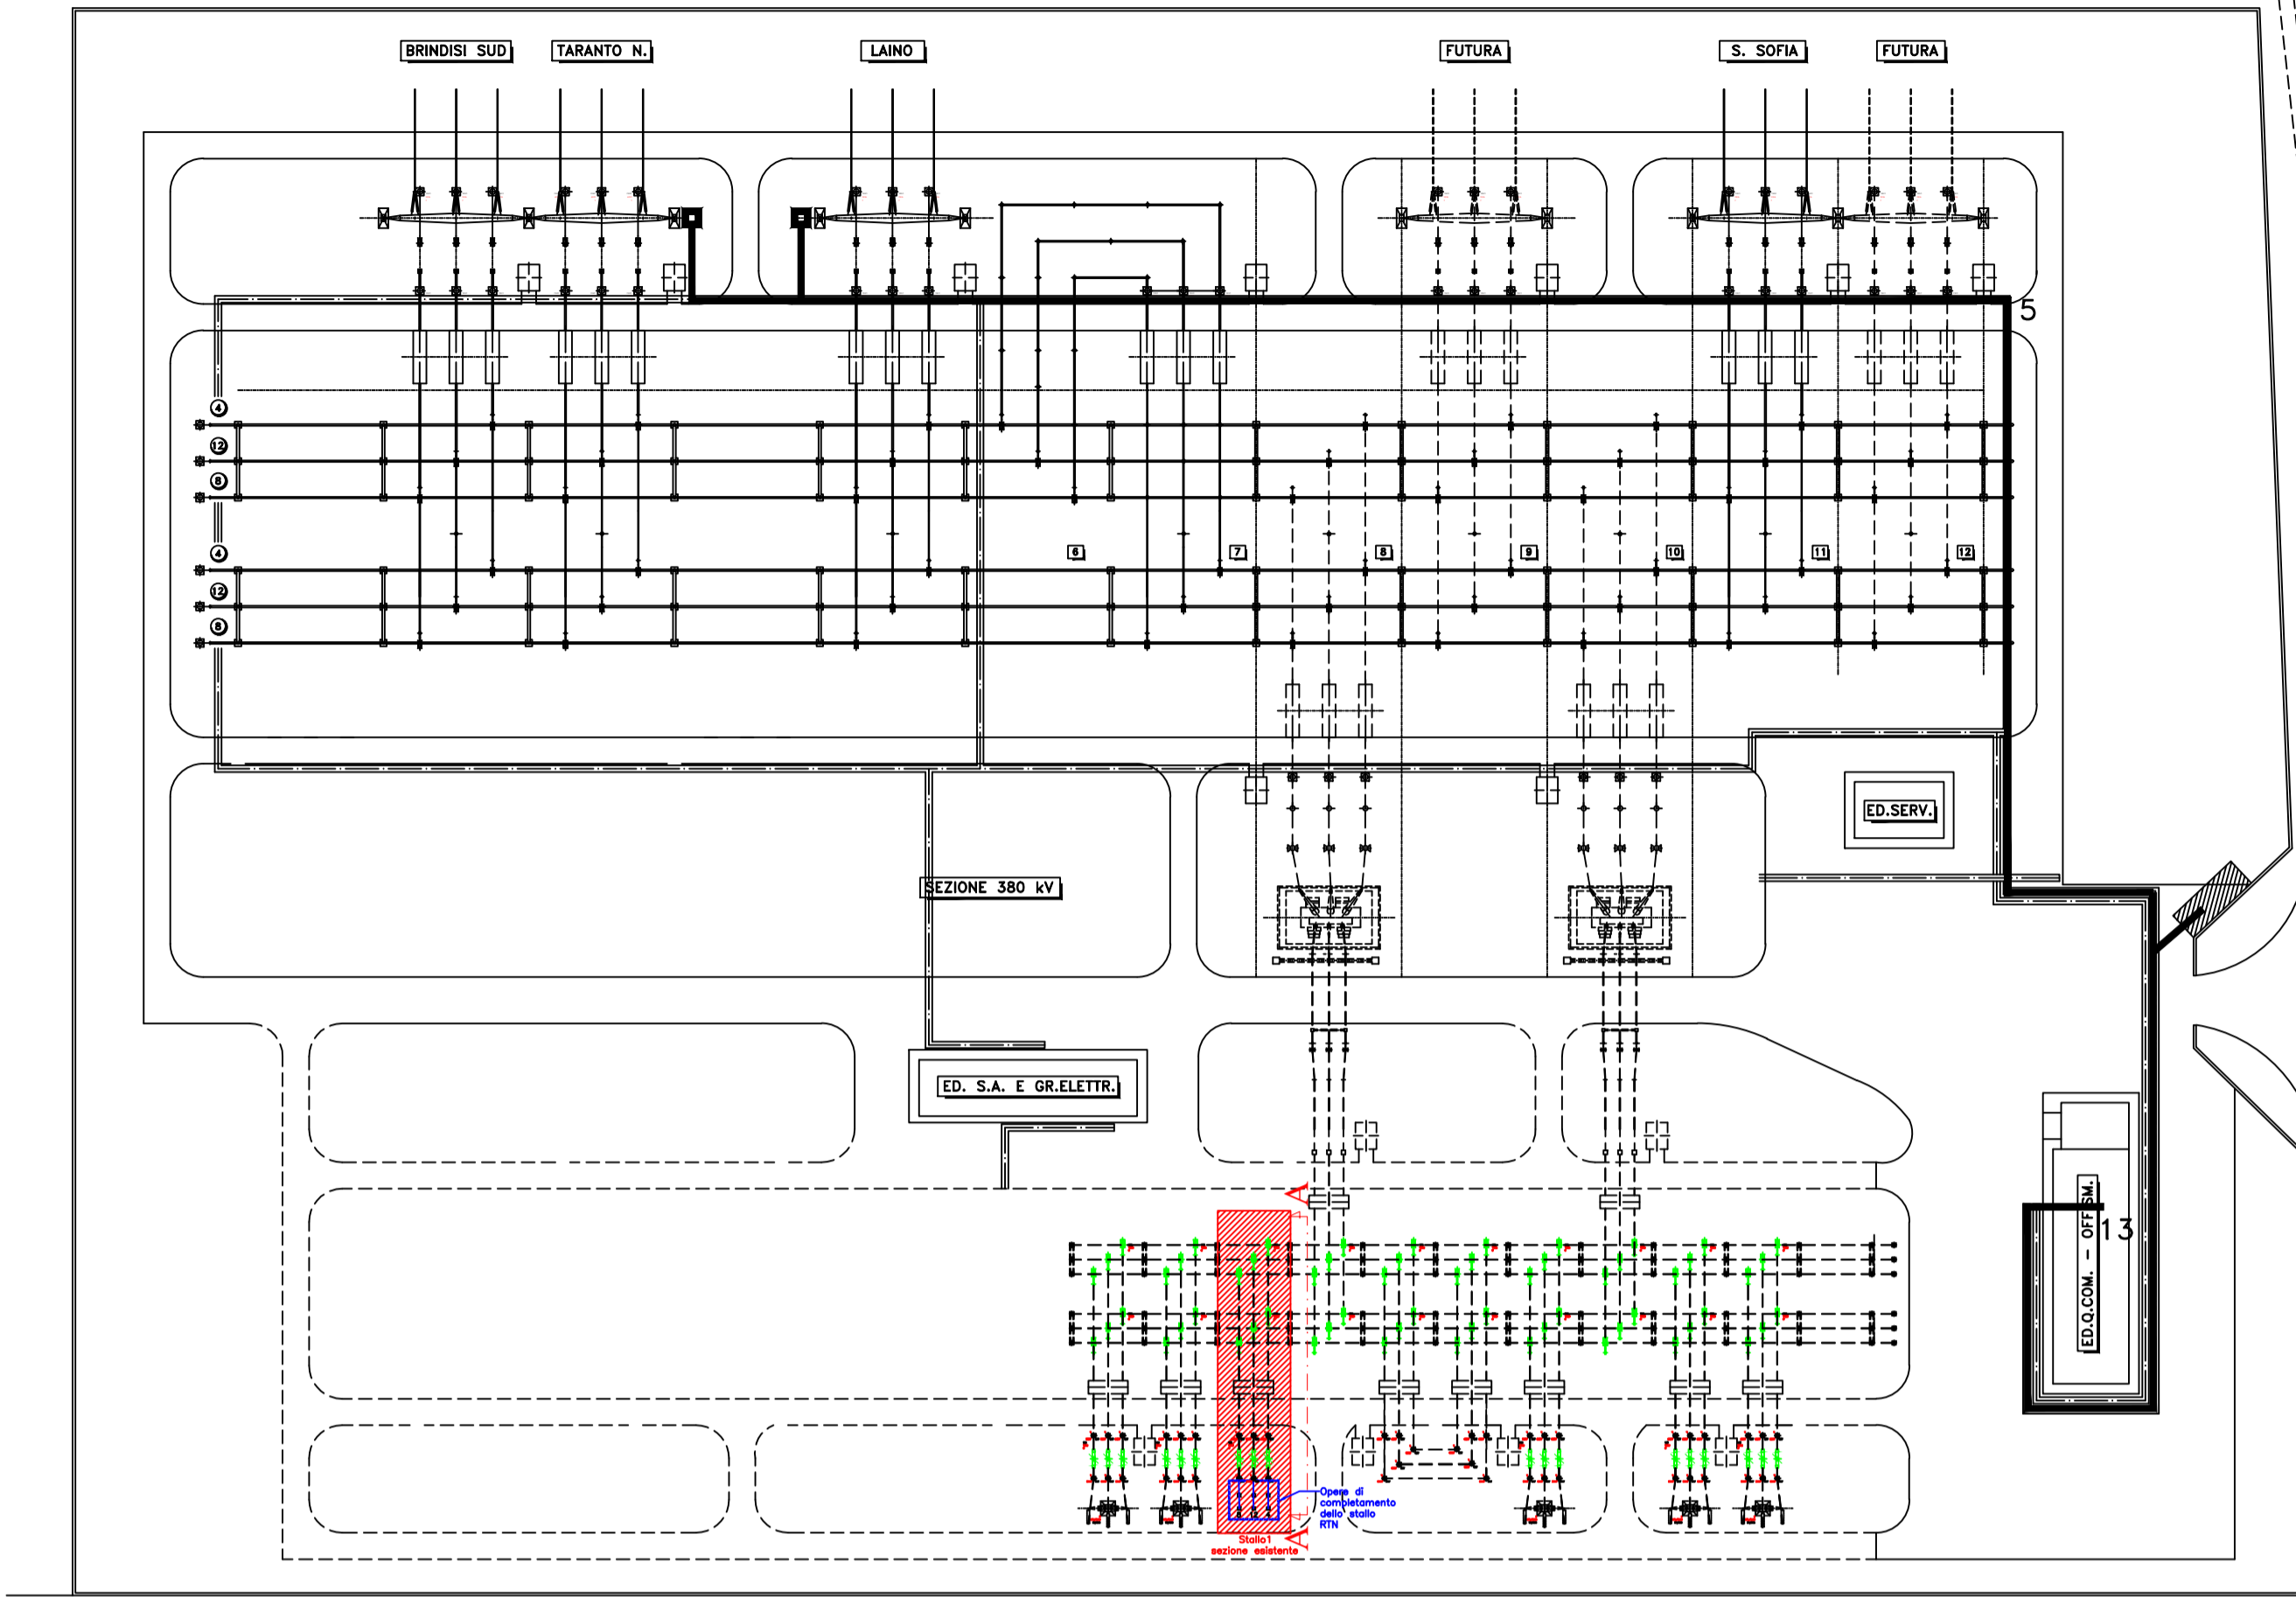 BRINDISI SUD
TARANTO N.
LAINO
FUTURA
S. SOFIA
FUTURA
5
4
12
8
4
6
7
8
9
10
11
12
12
8
ED.SERV.
SEZIONE 380 kV
ED. S.A. E GR.ELETTR.
A
ED.Q.COM. - OFF.SM.
13
Opere di
completamento
dello stallo
RTN
A
Stallo1
sezione esistente